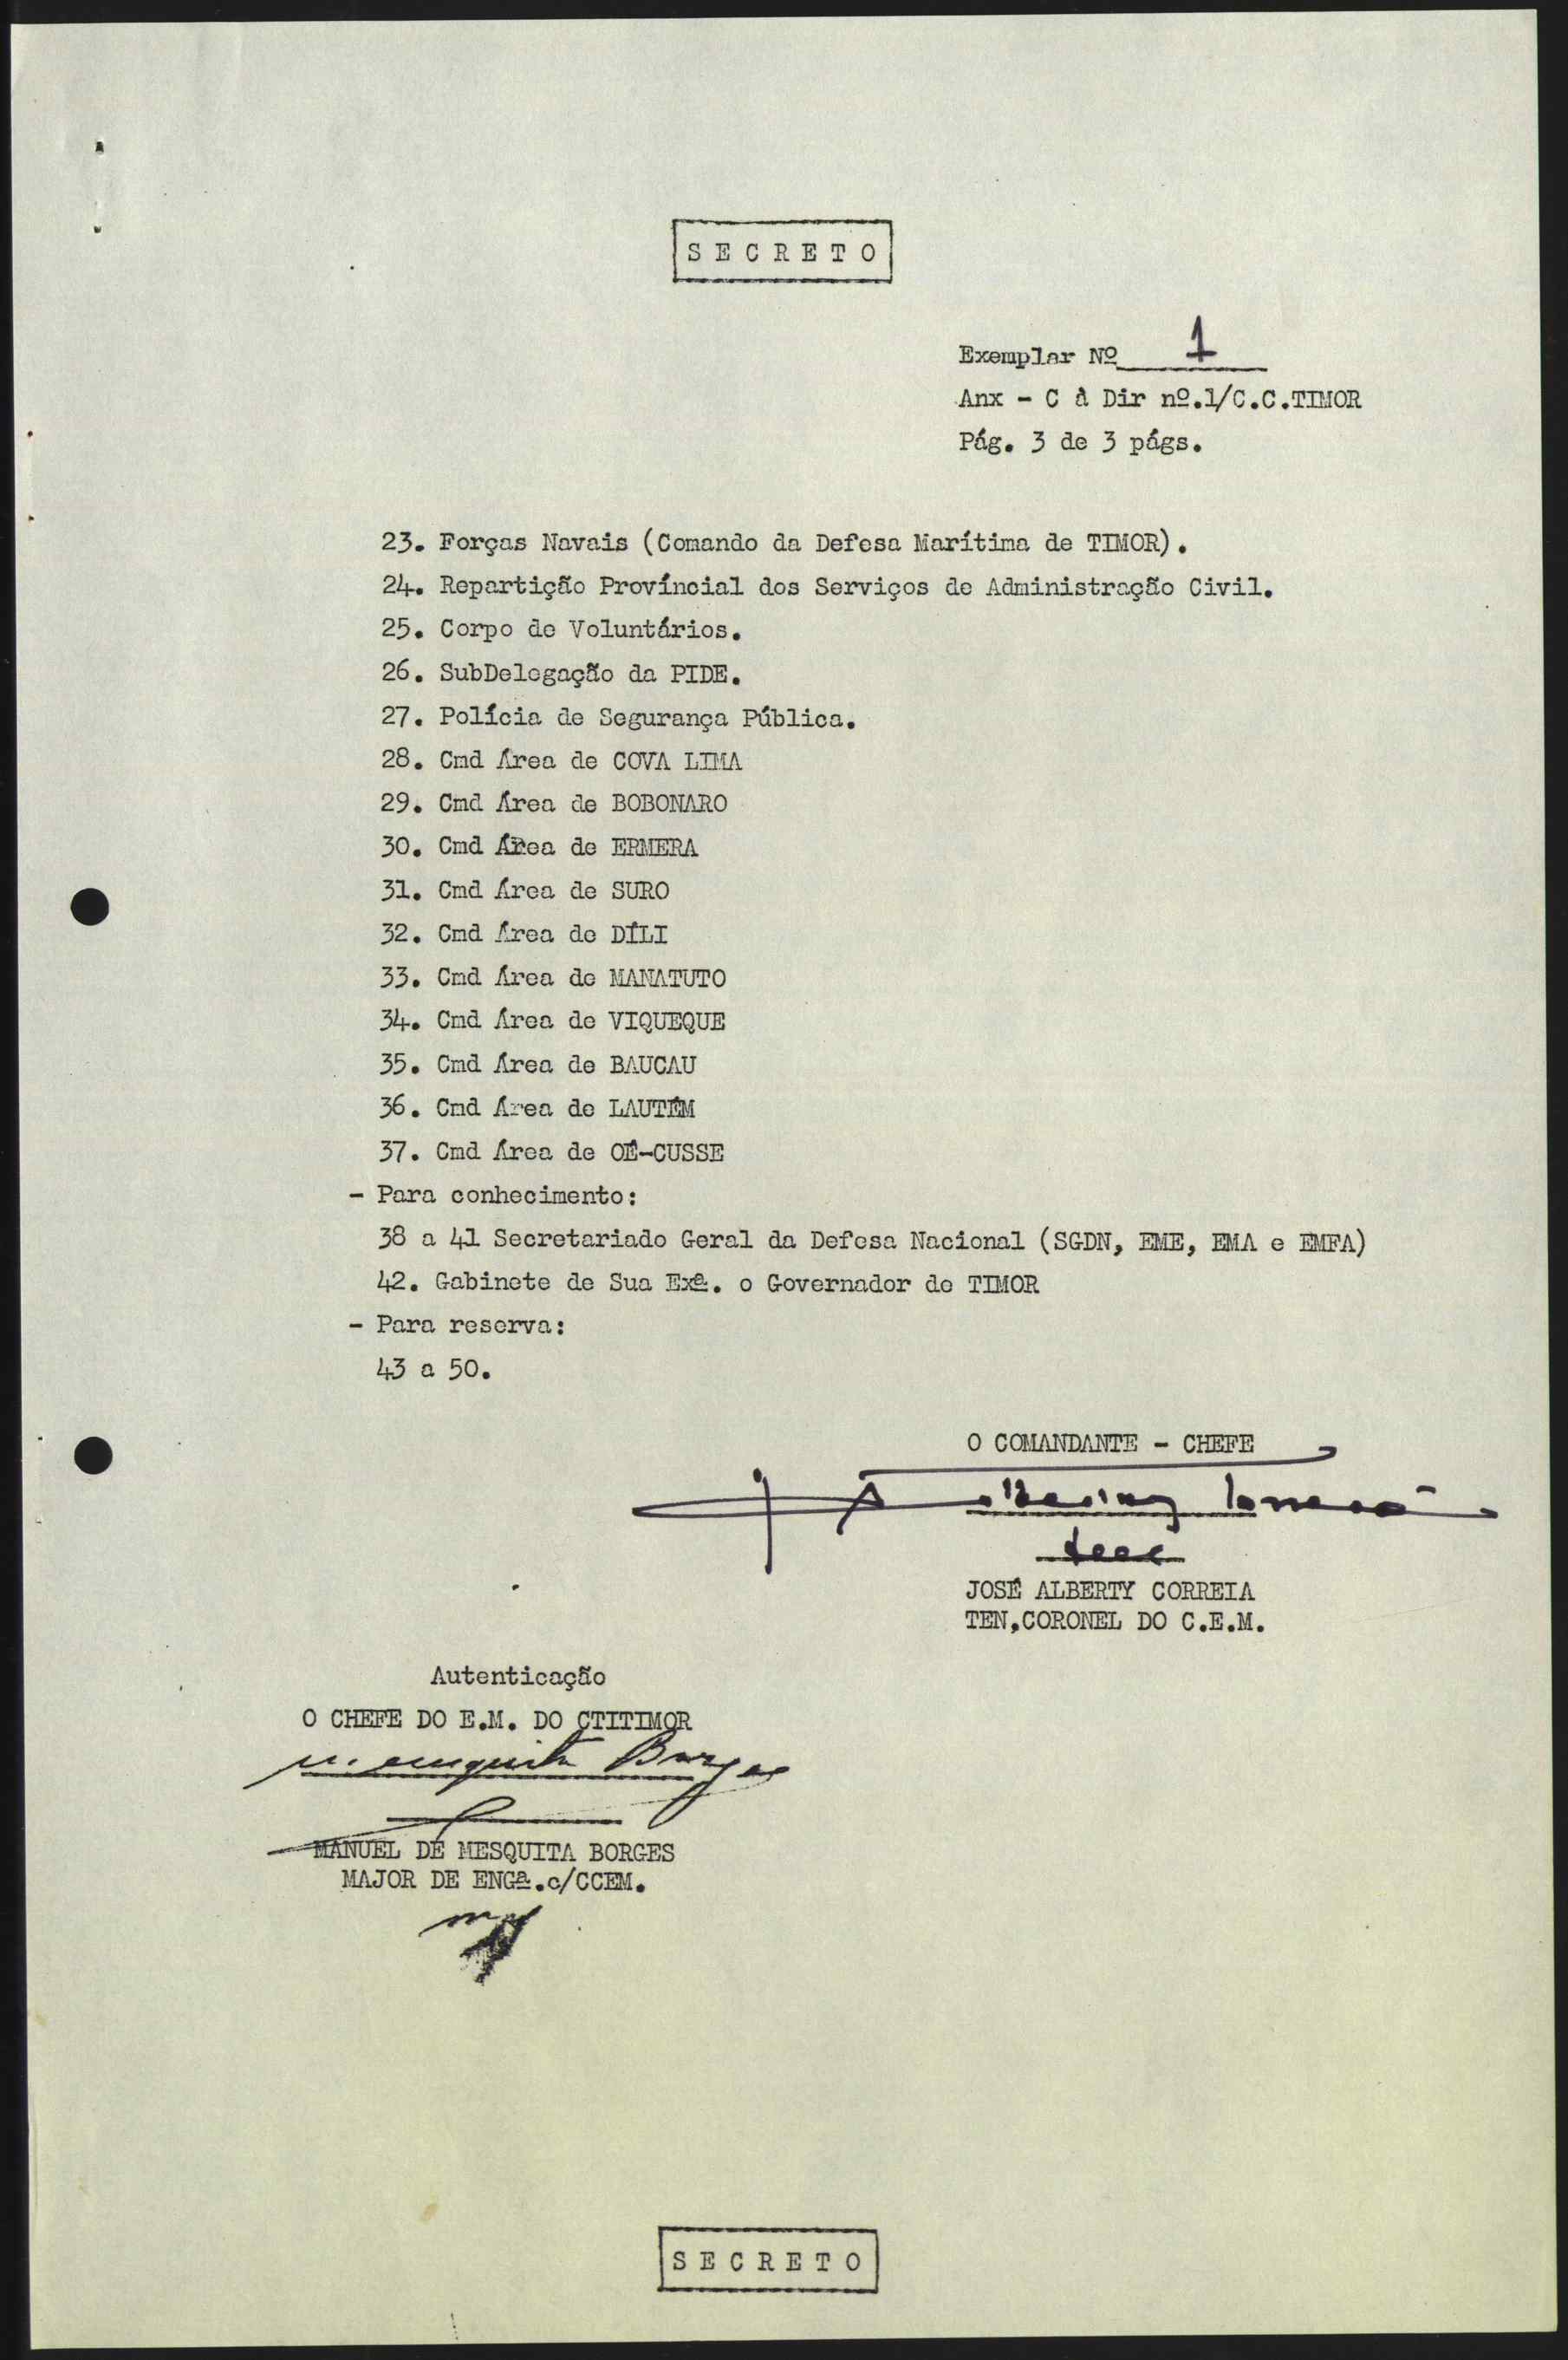 SECRETO
Exemplar Nº 1
Anx - C à Dir nº.1/C.C.TIMOR
Pág. 3 de 3 págs.
23. Forças Navais (Comando da Defesa Marítima de TIMOR).
24. Repartição Províncial dos Serviços de Administração Civil.
25. Corpo de Voluntários.
26. SubDelegação da PIDE.
27. Polícia de Segurança Pública.
28. Cmd Área de COVA LIMA
29. Cmd Área de BOBONARO
30. Cmd Área de ERMERA
31. Cmd Área de SURO
32. Cmd Área de DÍLI
33. Cmd Área de MANATUTO
34. Cmd Área de VIQUEQUE
35. Cmd Área de BAUCAU
36. Cmd Área de LAUTÉM
37. Cmd Área de OÉ-CUSSE
- Para conhecimento:
38 a 41 Secretariado Geral da Defesa Nacional (SGDN, EME, EMA e EMFA)
42. Gabinete de Sua Exª. o Governador de TIMOR
- Para reserva:
43 a 50.
O COMANDANTE - CHEFE
JOSÉ ALBERTY CORREIA
TEN,CORONEL DO C.E.M.
Autenticação
O CHEFE DO E.M. DO CTITIMOR
M. Mesquita Borges
MANUEL DE MESQUITA BORGES
MAJOR DE ENGª.c/CCEM.
SECRETO